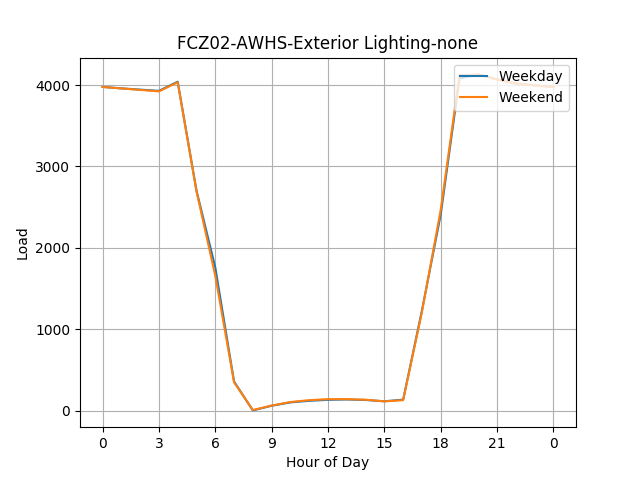 FCZ02-AWHS-Exterior Lighting-none
Weekday
Weekend
4000
3000
2000
1000
0
Load
0 3 6 9 12 15 18 21 0
Hour of Day